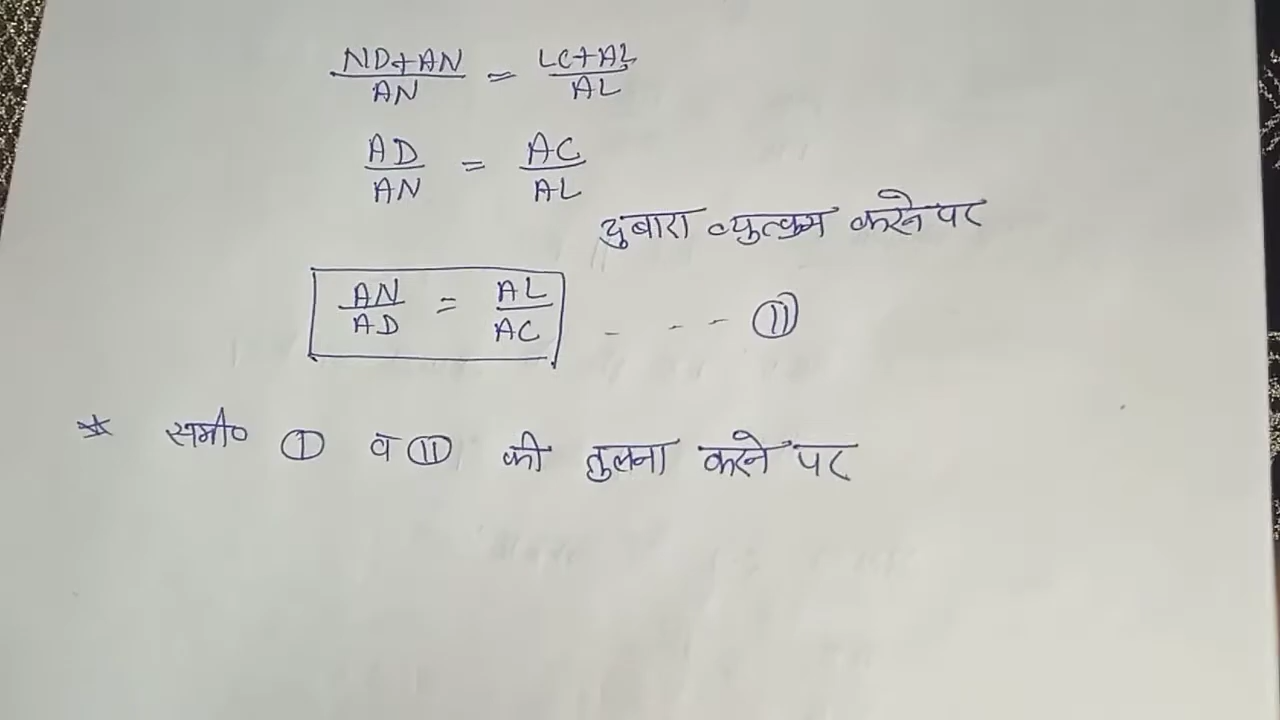 ND+AN/AN = LC+AL/AL
AD/AN = AC/AL
दुबारा व्युत्क्रम करने पर
AN/AD = AL/AC - - - II
* समी० I व II की तुलना करने पर